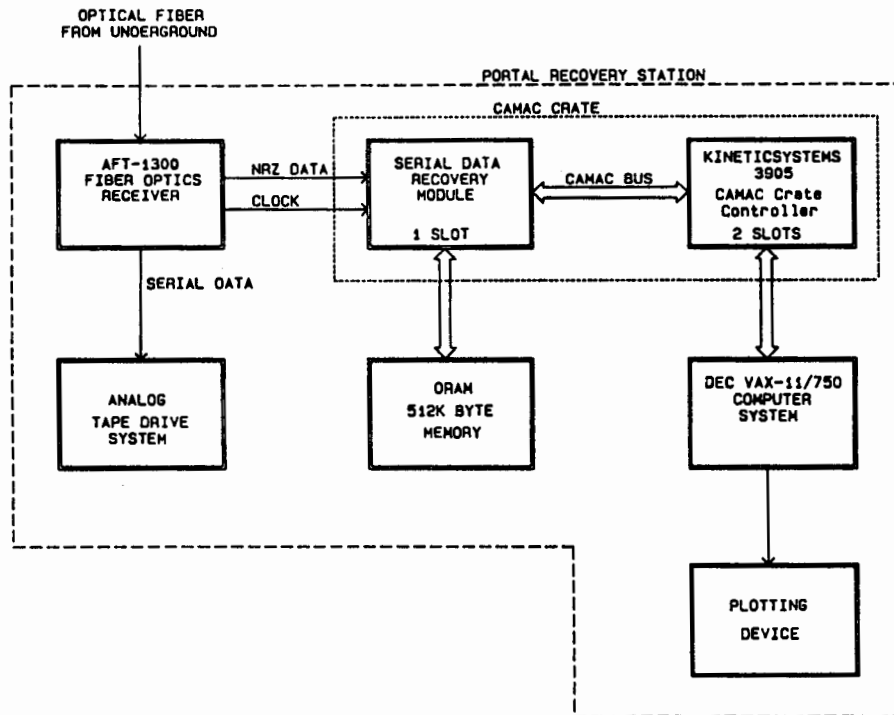 OPTICAL FIBER
FROM UNDERGROUND
PORTAL RECOVERY STATION
CAMAC CRATE
AFT-1300
FIBER OPTICS
RECEIVER
NRZ DATA
CLOCK
SERIAL DATA
RECOVERY
MODULE
1 SLOT
CAMAC BUS
KINETICSYSTEMS
3905
CAMAC Crate
Controller
2 SLOTS
SERIAL DATA
ANALOG
TAPE DRIVE
SYSTEM
ORAM
512K BYTE
MEMORY
DEC VAX-11/750
COMPUTER
SYSTEM
PLOTTING
DEVICE